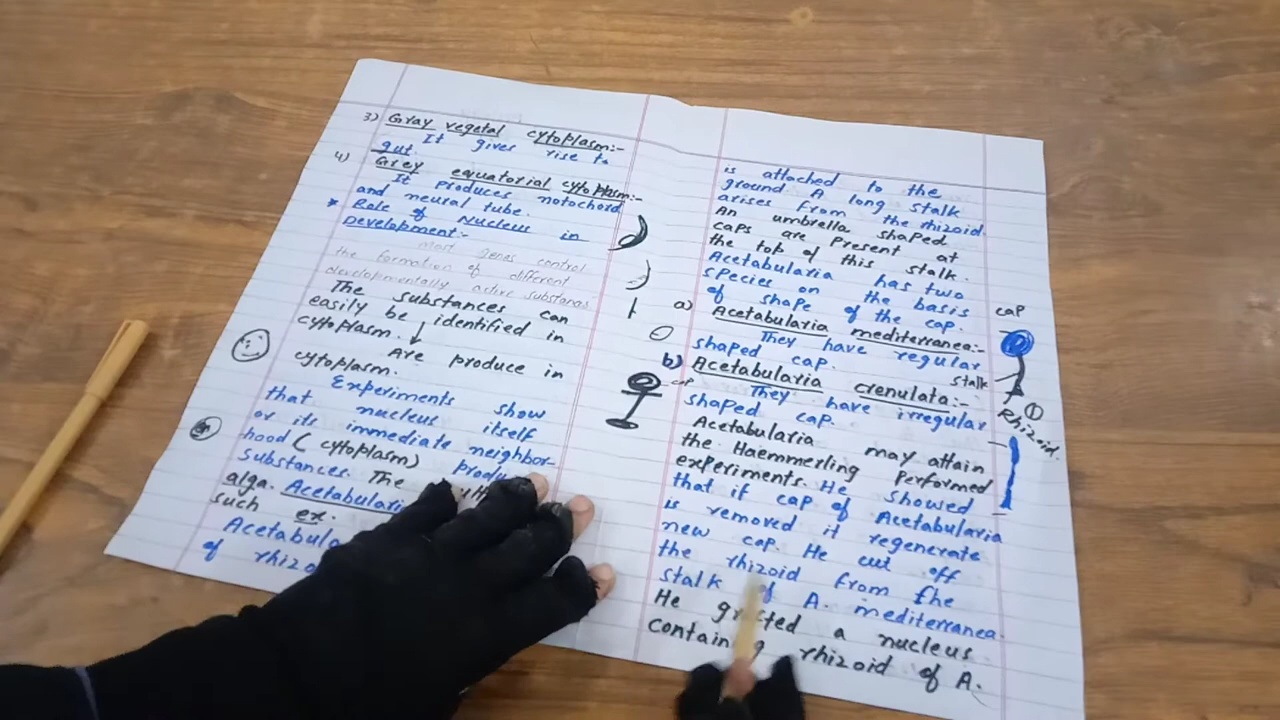 3) Gray vegetal cytoplasm:-
It gives rise to
gut.
4) Grey equatorial cytoplasm:-
It produces notochord
and neural tube.
* Role of Nucleus in
Development:-
Most genes control
the formation of different
developmentally active substanas
The substances can
easily be identified in
cytoplasm.
Are produce in
cytoplasm.
Experiments show
that nucleus itself
or its immediate neighbor-
hood (cytoplasm)
substances. The
alga.
such ex.
of
is attached to the
ground A long stalk
arises from the rhizoid.
An umbrella shaped
caps are present at
the top of this stalk.
Acetabularia has two
species on the basis
of shape of the cap.
a) Acetabularia mediterranea:-
They have regular
shaped cap.
b) Acetabularia crenulata:-
They have irregular
shaped cap.
Acetabularia may attain
the Haemmerling Performed
experiments. He showed
that if cap of Acetabularia
is removed it regenerate
new cap. He cut off
the rhizoid from the
stalk of A. mediterranea.
He grafted a nucleus
containing rhizoid of A.
cap
stalk
①
Rhizoid.
cap